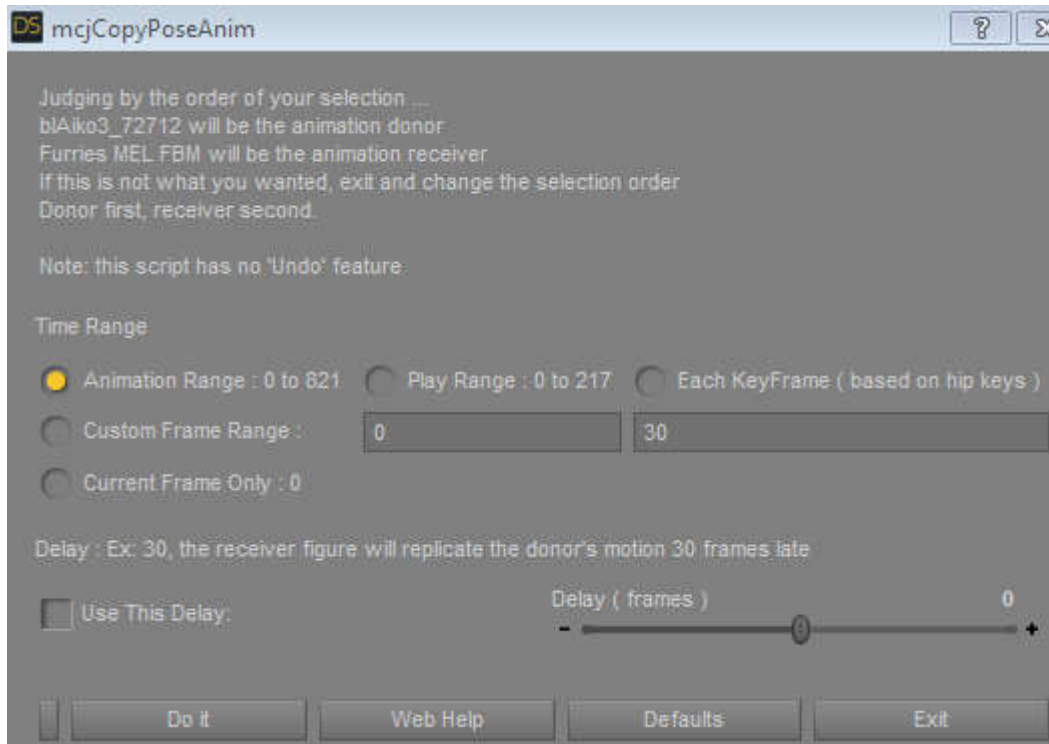 DS mcjCopyPoseAnim
Judging by the order of your selection ...
blAiko3_72712 will be the animation donor
Furries MEL FBM will be the animation receiver
If this is not what you wanted, exit and change the selection order
Donor first, receiver second.
Note: this script has no 'Undo' feature
Time Range
Animation Range : 0 to 821 Play Range : 0 to 217 Each KeyFrame ( based on hip keys )
Custom Frame Range : 0 30
Current Frame Only : 0
Delay : Ex: 30, the receiver figure will replicate the donor's motion 30 frames late
Use This Delay: Delay ( frames ) 0
- +
Do it Web Help Defaults Exit